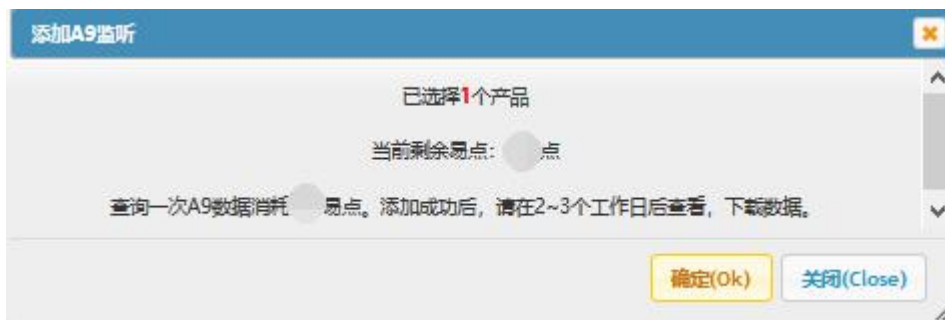 添加A9监听
已选择1个产品
当前剩余易点: 点
查询一次A9数据消耗 易点。添加成功后，请在2~3个工作日后查看，下载数据。
确定(Ok) 关闭(Close)